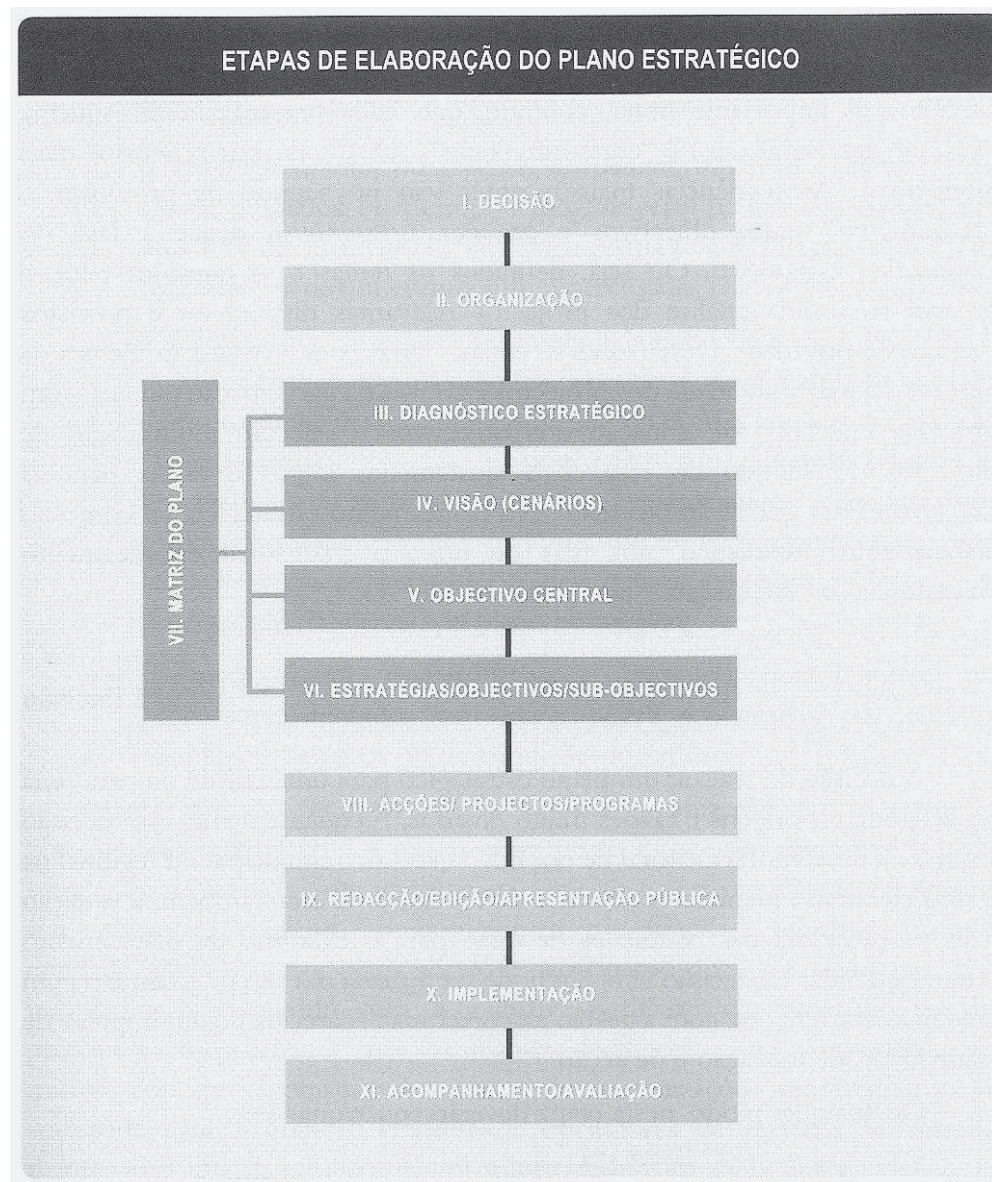 ETAPAS DE ELABORAÇÃO DO PLANO ESTRATÉGICO
I. DECISÃO
II. ORGANIZAÇÃO
III. DIAGNÓSTICO ESTRATÉGICO
IV. VISÃO (CENÁRIOS)
V. OBJECTIVO CENTRAL
VI. ESTRATÉGIAS/OBJECTIVOS/SUB-OBJECTIVOS
VII. MATRIZ DO PLANO
VIII. ACÇÕES/ PROJECTOS/PROGRAMAS
IX. REDACÇÃO/EDIÇÃO/APRESENTAÇÃO PÚBLICA
X. IMPLEMENTAÇÃO
XI. ACOMPANHAMENTO/AVALIAÇÃO